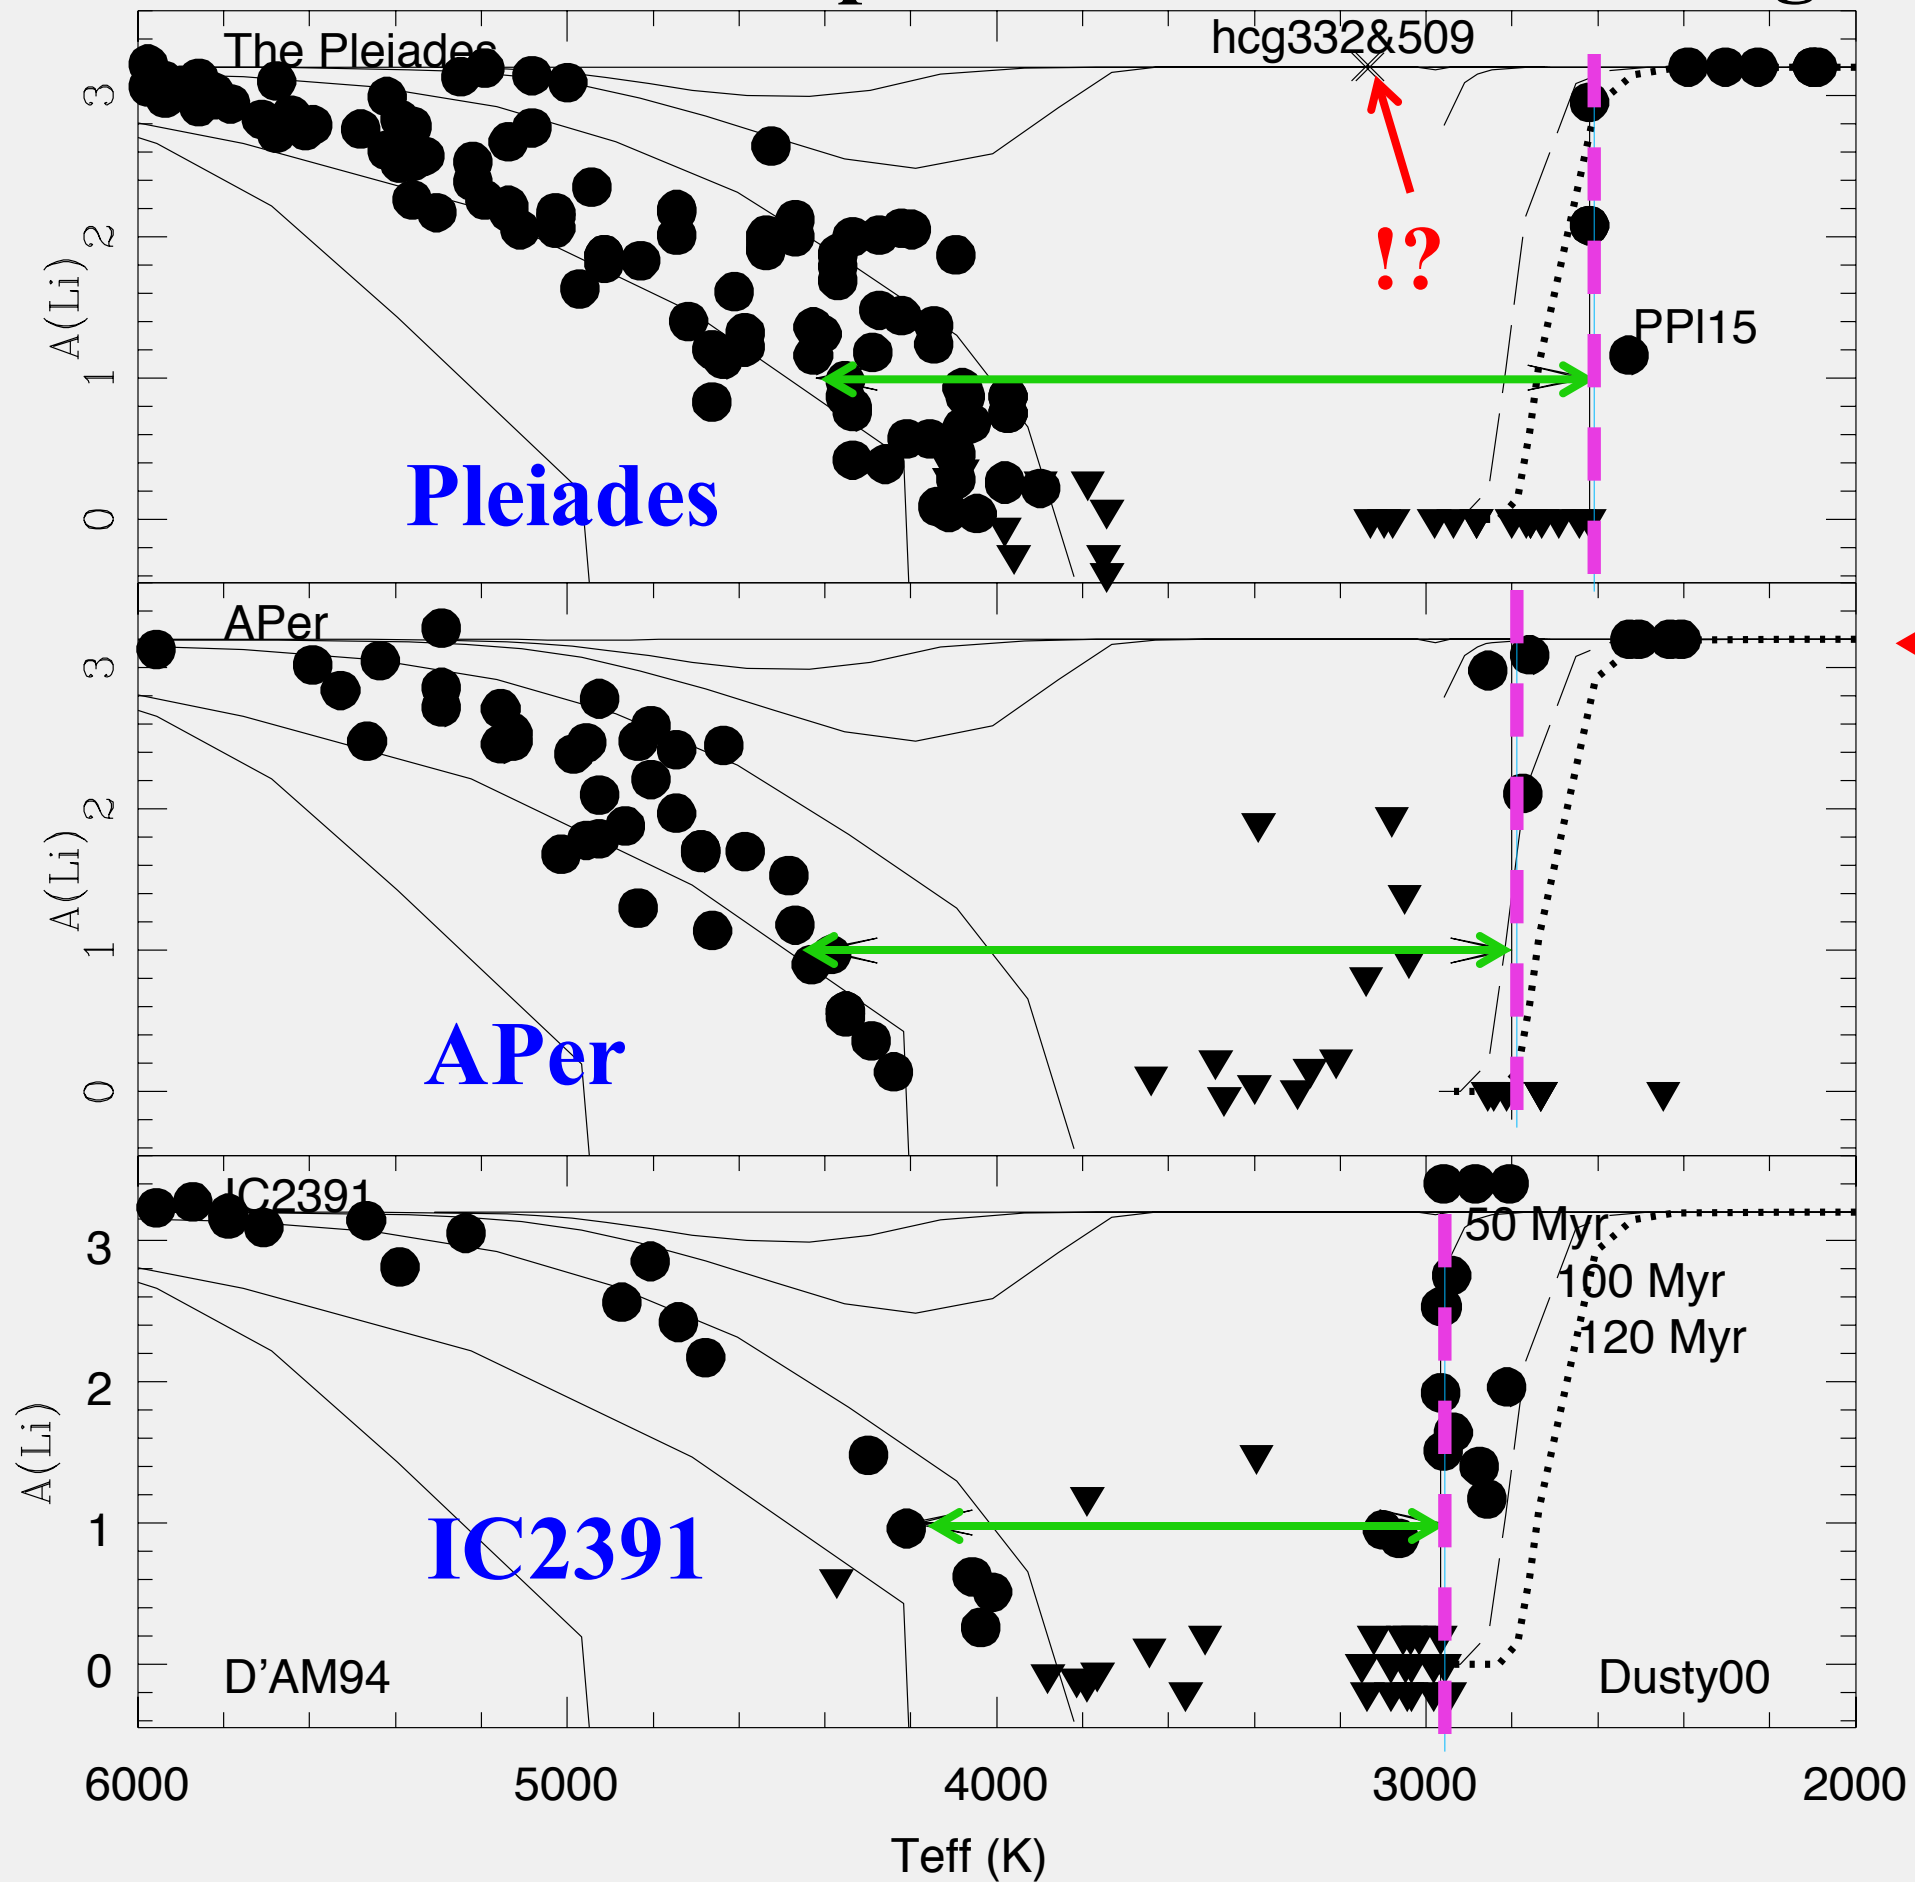 The Pleiades
hcg332&509
!?
PPl15
Pleiades
A(Li)
3
2
1
0
APer
APer
A(Li)
3
2
1
0
IC2391
50 Myr
100 Myr
120 Myr
IC2391
D'AM94
Dusty00
A(Li)
3
2
1
0
6000 5000 4000 3000 2000
Teff (K)